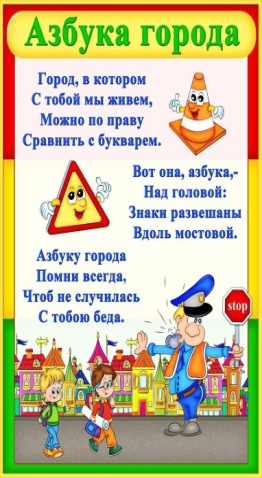 Азбука города
Город, в котором
С тобой мы живем,
Можно по праву
Сравнить с букварем.
Вот она, азбука,-
Над головой:
Знаки развешаны
Вдоль мостовой.
Азбуку города
Помни всегда,
Чтоб не случилась
С тобою беда.
stop